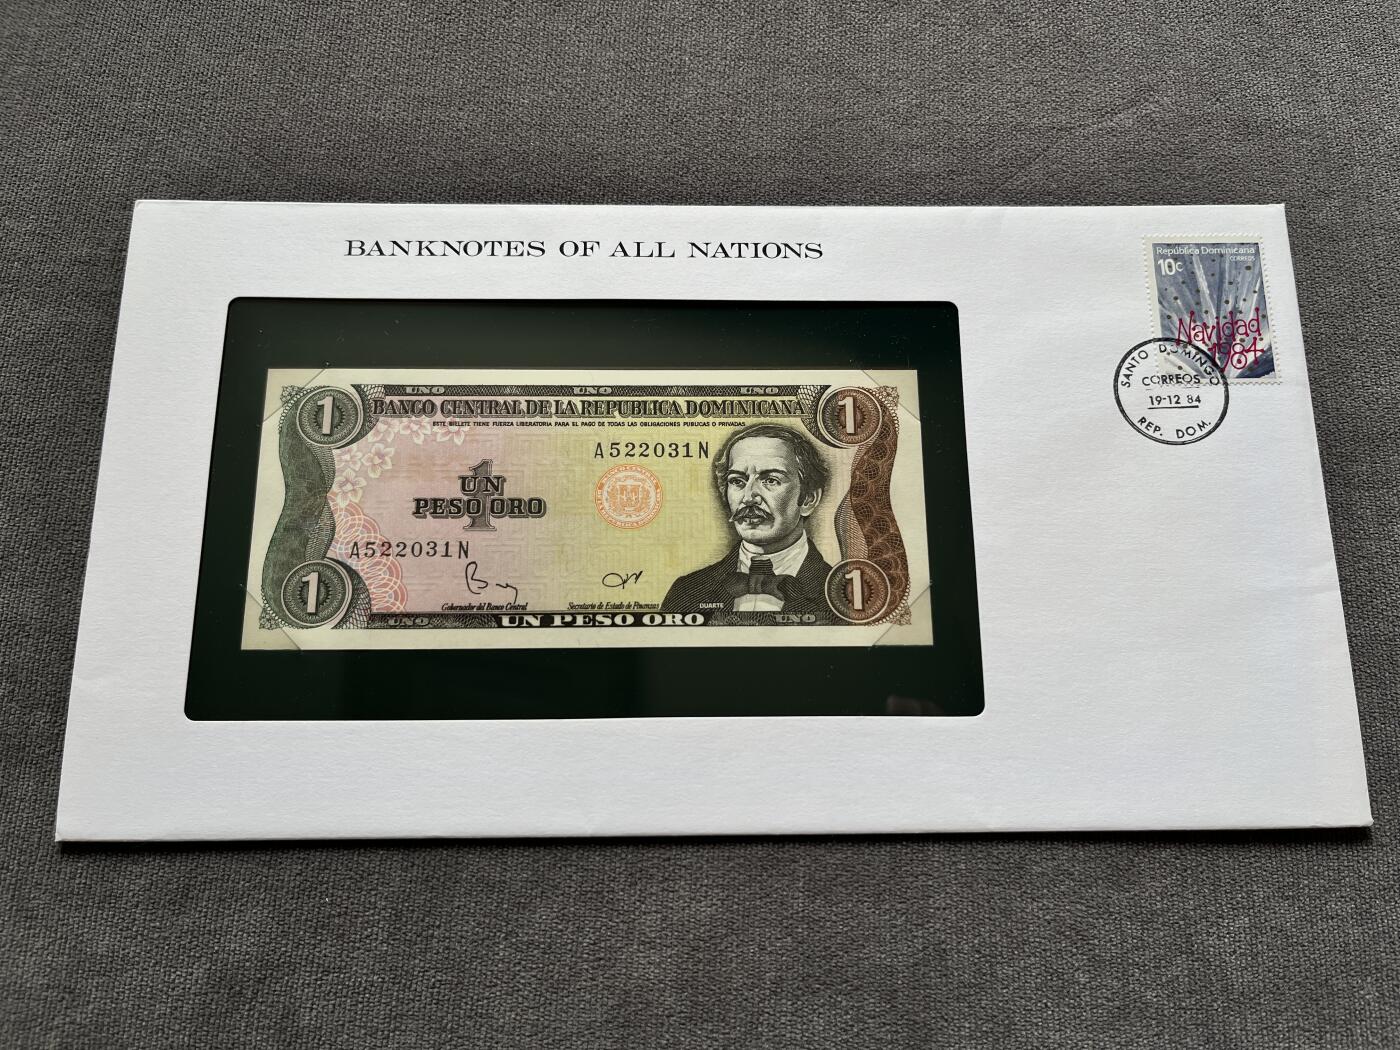 BANKNOTES OF ALL NATIONS
República Dominicana
10c CORREOS
Navidad
1984
SANTO DOMINGO
CORREOS
19-12 84
REP. DOM.
UNO UNO UNO
1 BANCO CENTRAL DE LA REPUBLICA DOMINICANA 1
ESTE BILLETE TIENE FUERZA LIBERATORIA PARA EL PAGO DE TODAS LAS OBLIGACIONES PUBLICAS O PRIVADAS
A522031N
1
UN
PESO ORO
A522031N
Gobernador del Banco Central Secretario de Estado de Finanzas DUARTE
1 1
UNO UN PESO ORO UNO